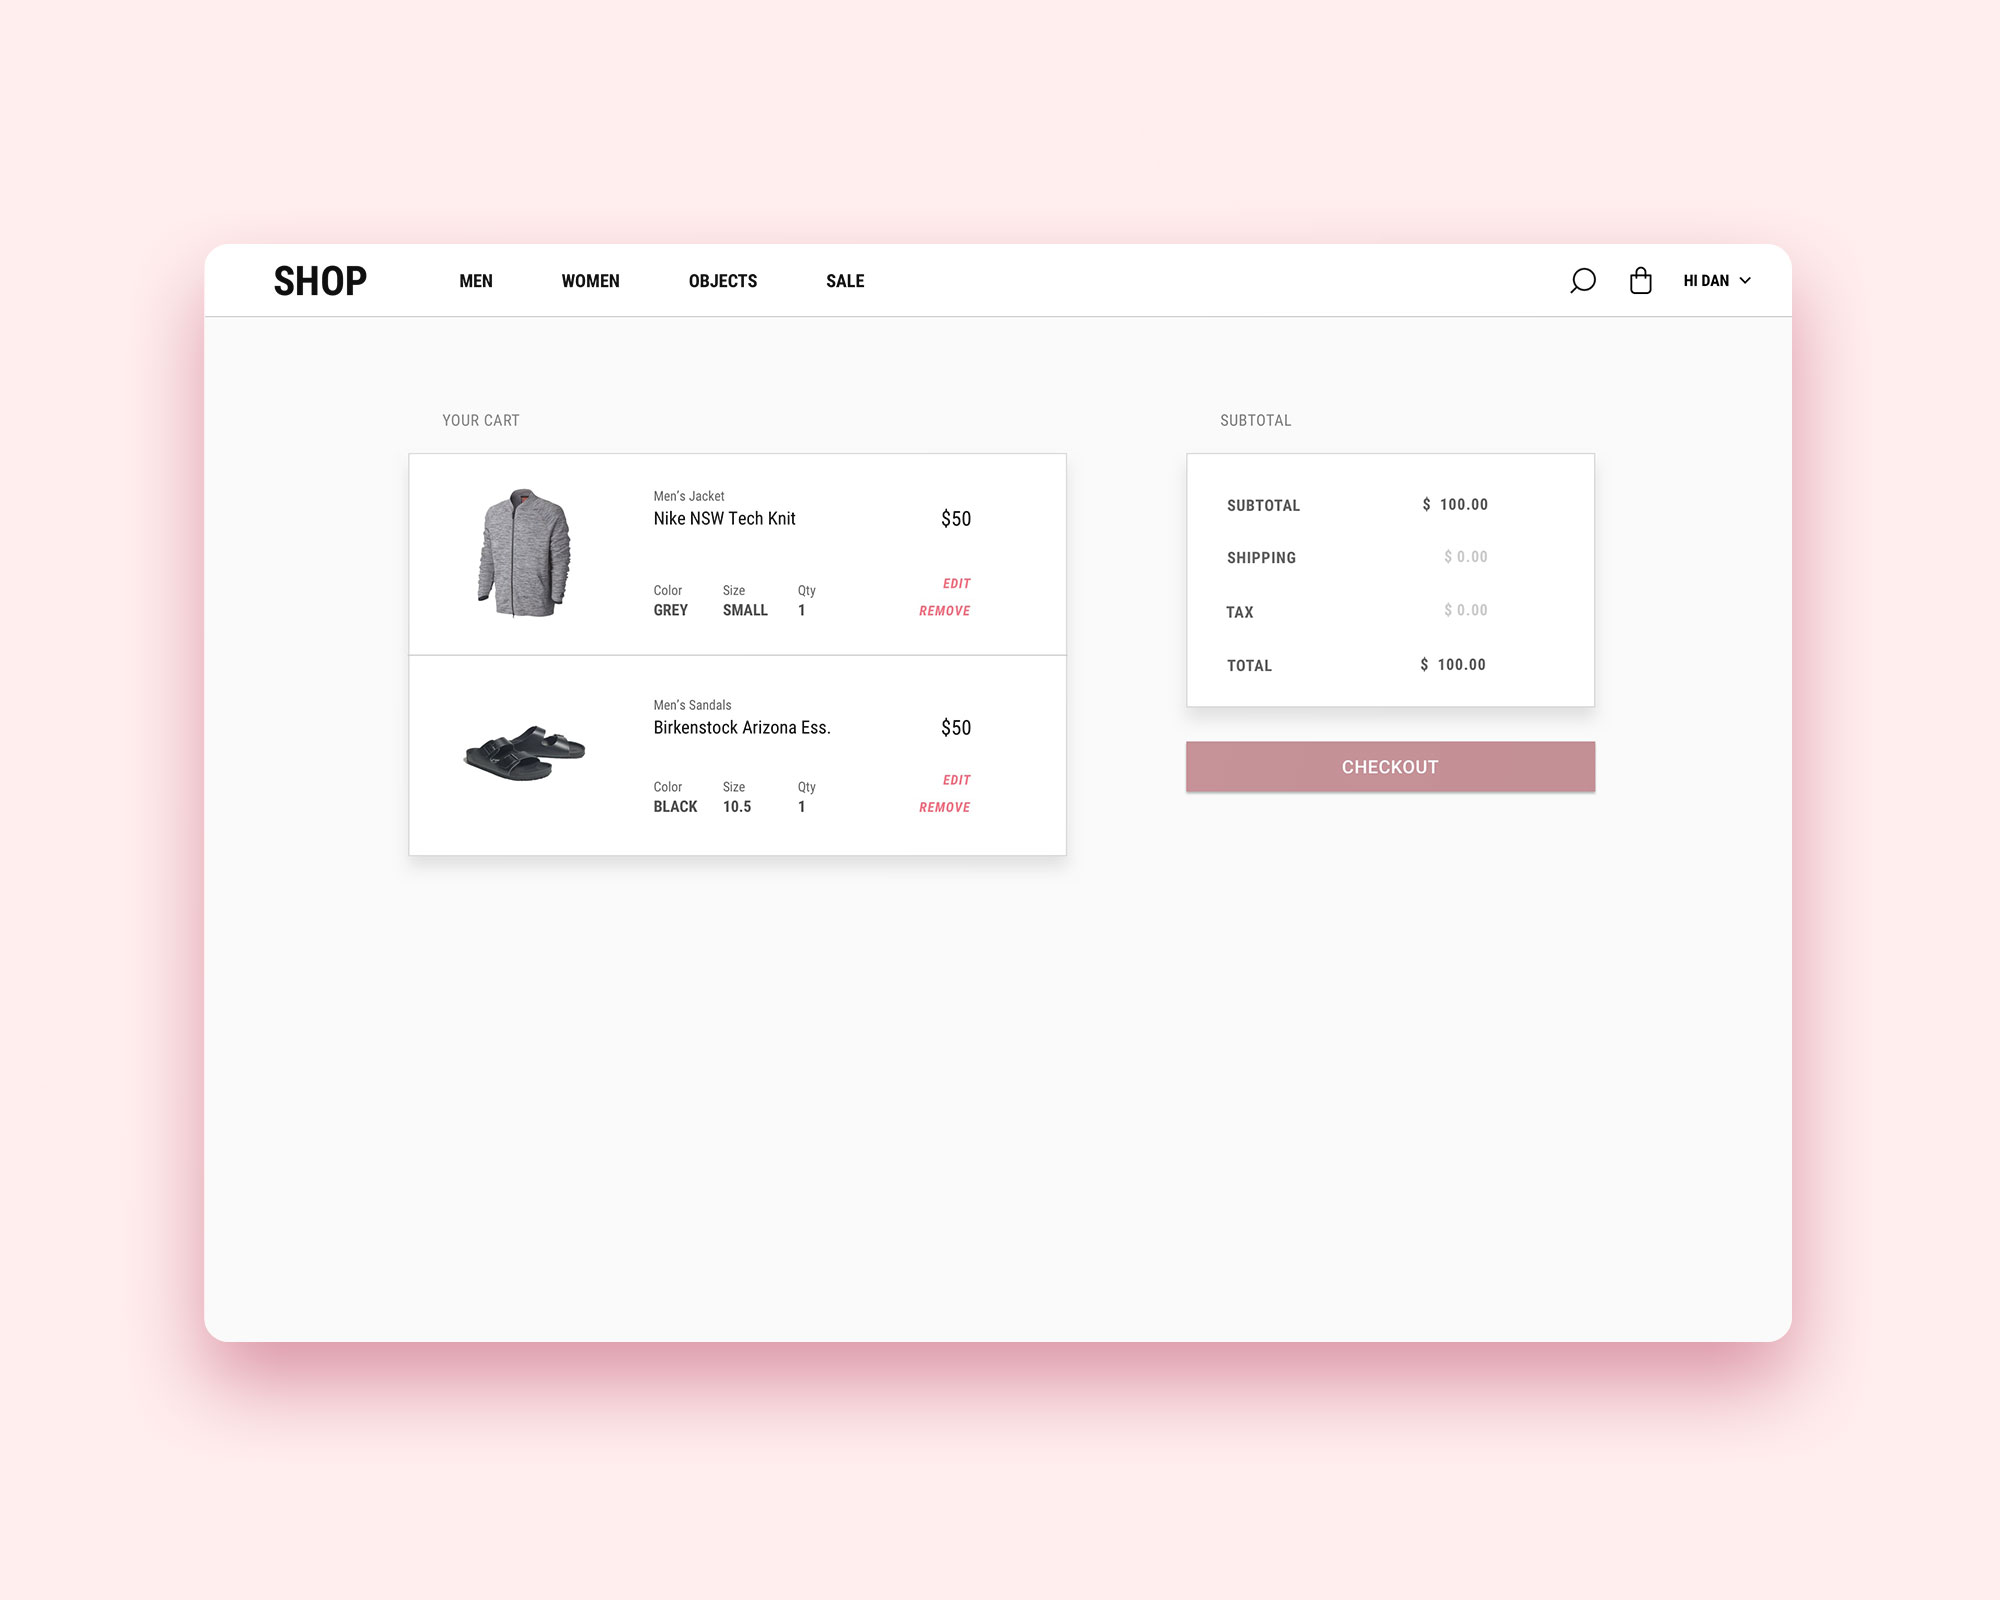 SHOP MEN WOMEN OBJECTS SALE HI DAN
YOUR CART
Men's Jacket
Nike NSW Tech Knit $50
Color Size Qty EDIT
GREY SMALL 1 REMOVE
Men's Sandals
Birkenstock Arizona Ess. $50
Color Size Qty EDIT
BLACK 10.5 1 REMOVE
SUBTOTAL
SUBTOTAL $ 100.00
SHIPPING $ 0.00
TAX $ 0.00
TOTAL $ 100.00
CHECKOUT